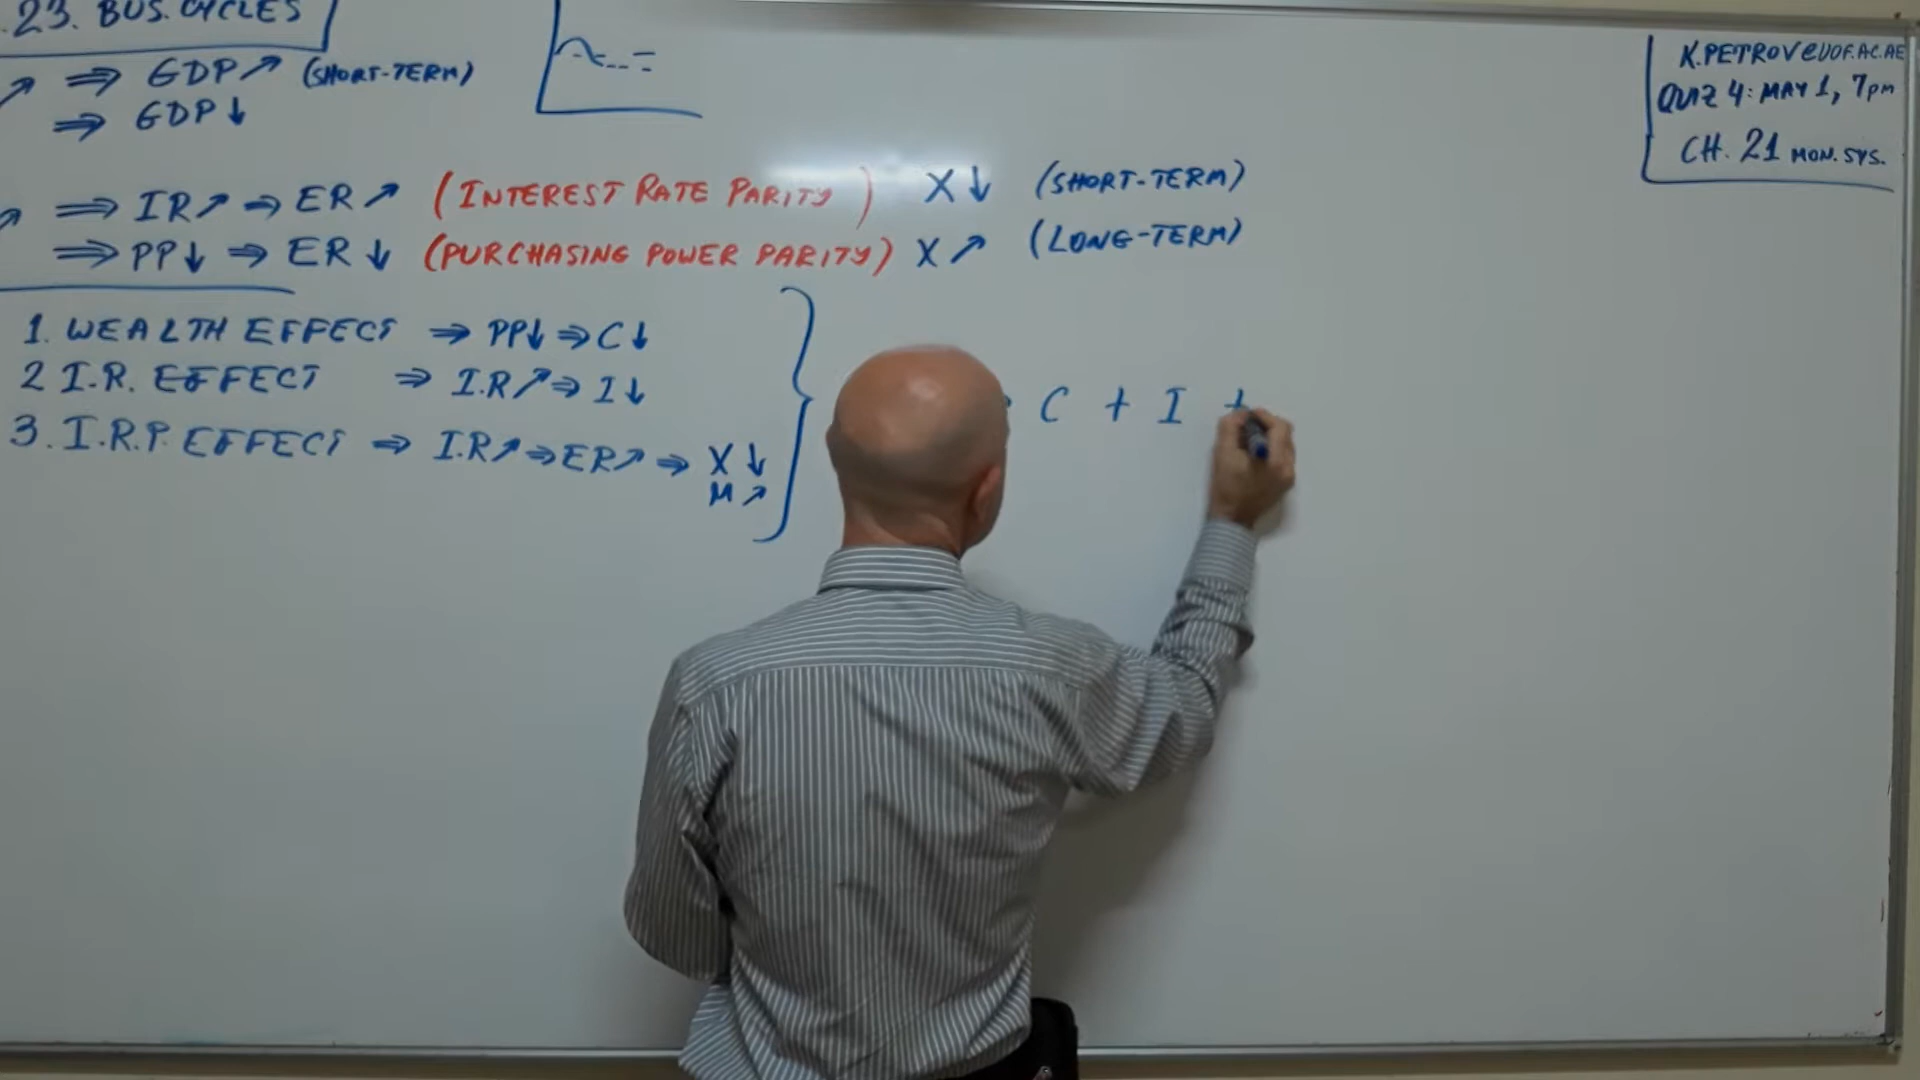 .23. BUS. CYCLES
↗ ⇒ GDP↗ (SHORT-TERM)
⇒ GDP↓
↗ ⇒ IR↗ ⇒ ER↗ (INTEREST RATE PARITY) X↓ (SHORT-TERM)
⇒ PP↓ ⇒ ER↓ (PURCHASING POWER PARITY) X↗ (LONG-TERM)
1. WEALTH EFFECT ⇒ PP↓ ⇒ C↓
2 I.R. EFFECT ⇒ I.R↗ ⇒ I↓
3. I.R.P. EFFECT ⇒ I.R↗ ⇒ ER↗ ⇒ X↓
M↗
C + I +
K.PETROV@UOF.AC.AE
QUIZ 4: MAY 1, 7pm
CH. 21 MON. SYS.